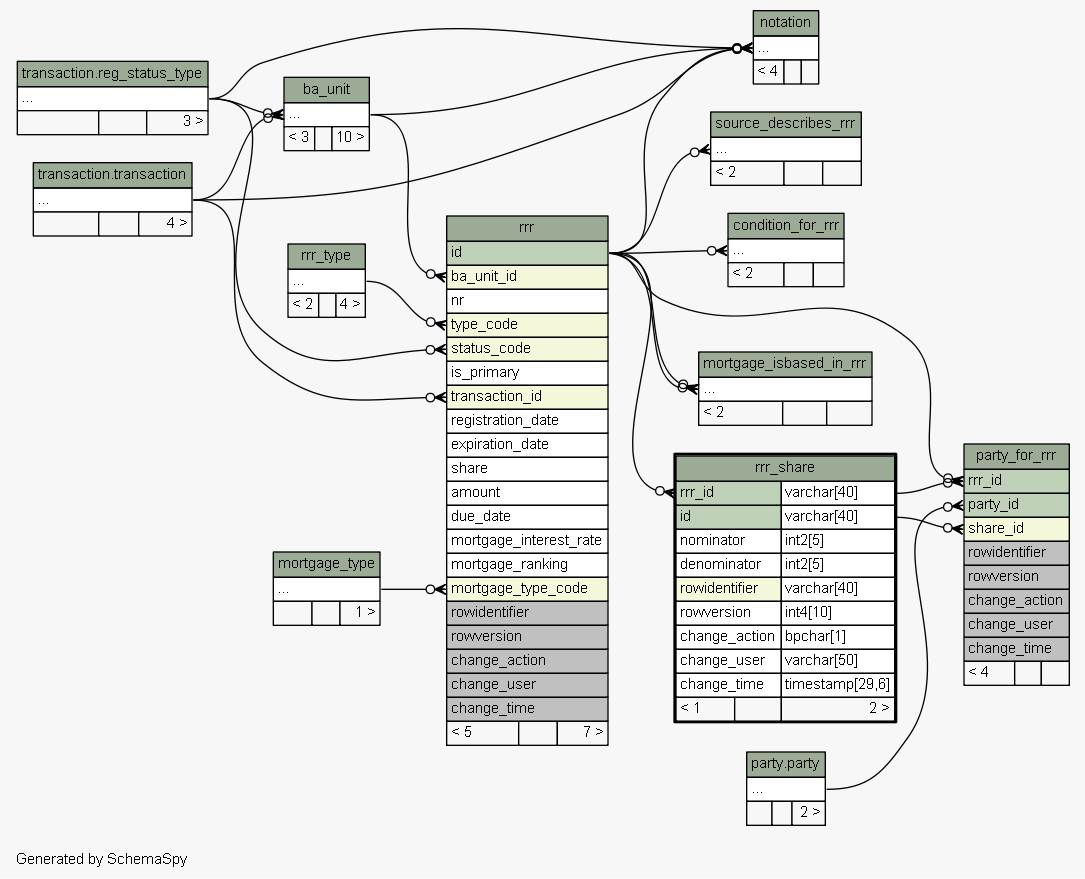 notation
...
< 4
transaction.reg_status_type
...
3 >
ba_unit
...
< 3 10 >
source_describes_rrr
...
< 2
transaction.transaction
...
4 >
rrr_type
...
< 2 4 >
condition_for_rrr
...
< 2
rrr
id
ba_unit_id
nr
type_code
status_code
is_primary
transaction_id
registration_date
expiration_date
share
amount
due_date
mortgage_interest_rate
mortgage_ranking
mortgage_type_code
rowidentifier
rowversion
change_action
change_user
change_time
< 5 7 >
mortgage_isbased_in_rrr
...
< 2
rrr_share
rrr_id varchar[40]
id varchar[40]
nominator int2[5]
denominator int2[5]
rowidentifier varchar[40]
rowversion int4[10]
change_action bpchar[1]
change_user varchar[50]
change_time timestamp[29,6]
< 1 2 >
party_for_rrr
rrr_id
party_id
share_id
rowidentifier
rowversion
change_action
change_user
change_time
< 4
mortgage_type
...
1 >
party.party
...
2 >
Generated by SchemaSpy